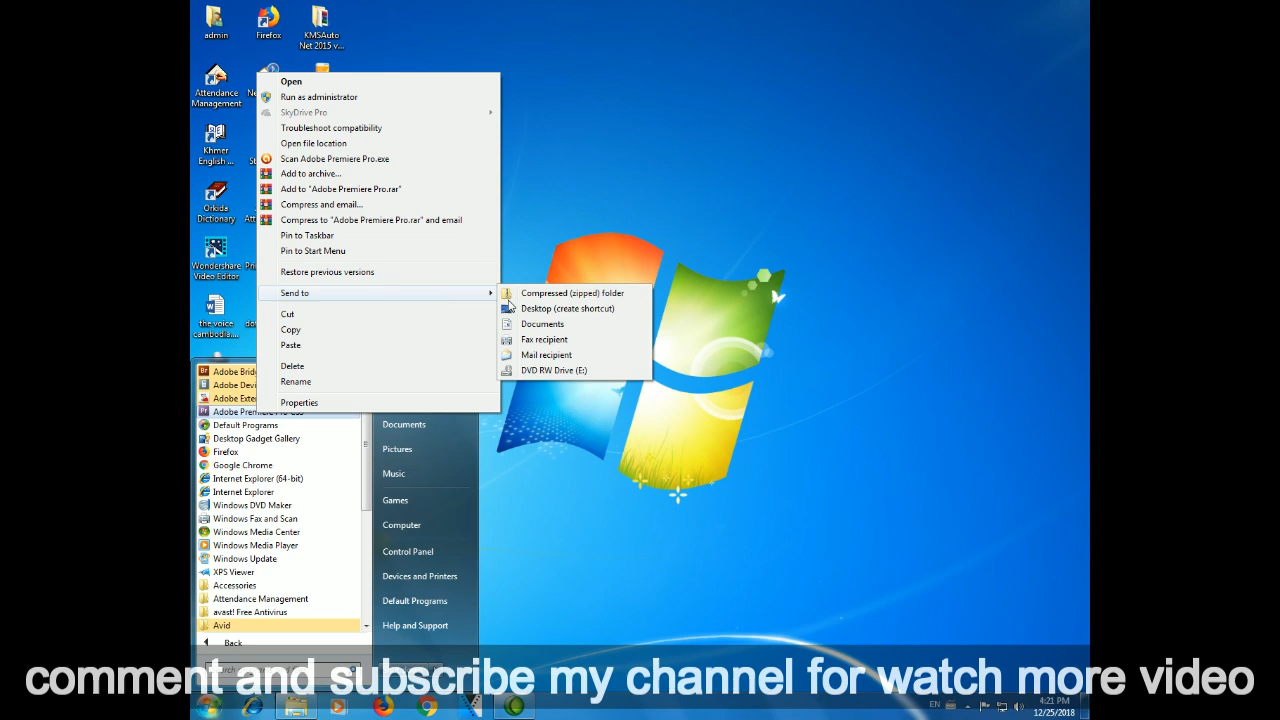 admin
Firefox
KMSAuto
Net 2015 v...
Attendance
Management
Khmer
English ...
Orkida
Dictionary
Wondershare
Video Editor
the voice
cambodia....
Open
Run as administrator
SkyDrive Pro
Troubleshoot compatibility
Open file location
Scan Adobe Premiere Pro.exe
Add to archive...
Add to "Adobe Premiere Pro.rar"
Compress and email...
Compress to "Adobe Premiere Pro.rar" and email
Pin to Taskbar
Pin to Start Menu
Restore previous versions
Send to
Cut
Copy
Paste
Delete
Rename
Properties
Compressed (zipped) folder
Desktop (create shortcut)
Documents
Fax recipient
Mail recipient
DVD RW Drive (E:)
Adobe Bridg
Adobe Devi
Adobe Exter
Adobe Premiere Pro CS6
Default Programs
Desktop Gadget Gallery
Firefox
Google Chrome
Internet Explorer (64-bit)
Internet Explorer
Windows DVD Maker
Windows Fax and Scan
Windows Media Center
Windows Media Player
Windows Update
XPS Viewer
Accessories
Attendance Management
avast! Free Antivirus
Avid
Back
Documents
Pictures
Music
Games
Computer
Control Panel
Devices and Printers
Default Programs
Help and Support
comment and subscribe my channel for watch more video
EN
4:21 PM
12/25/2018